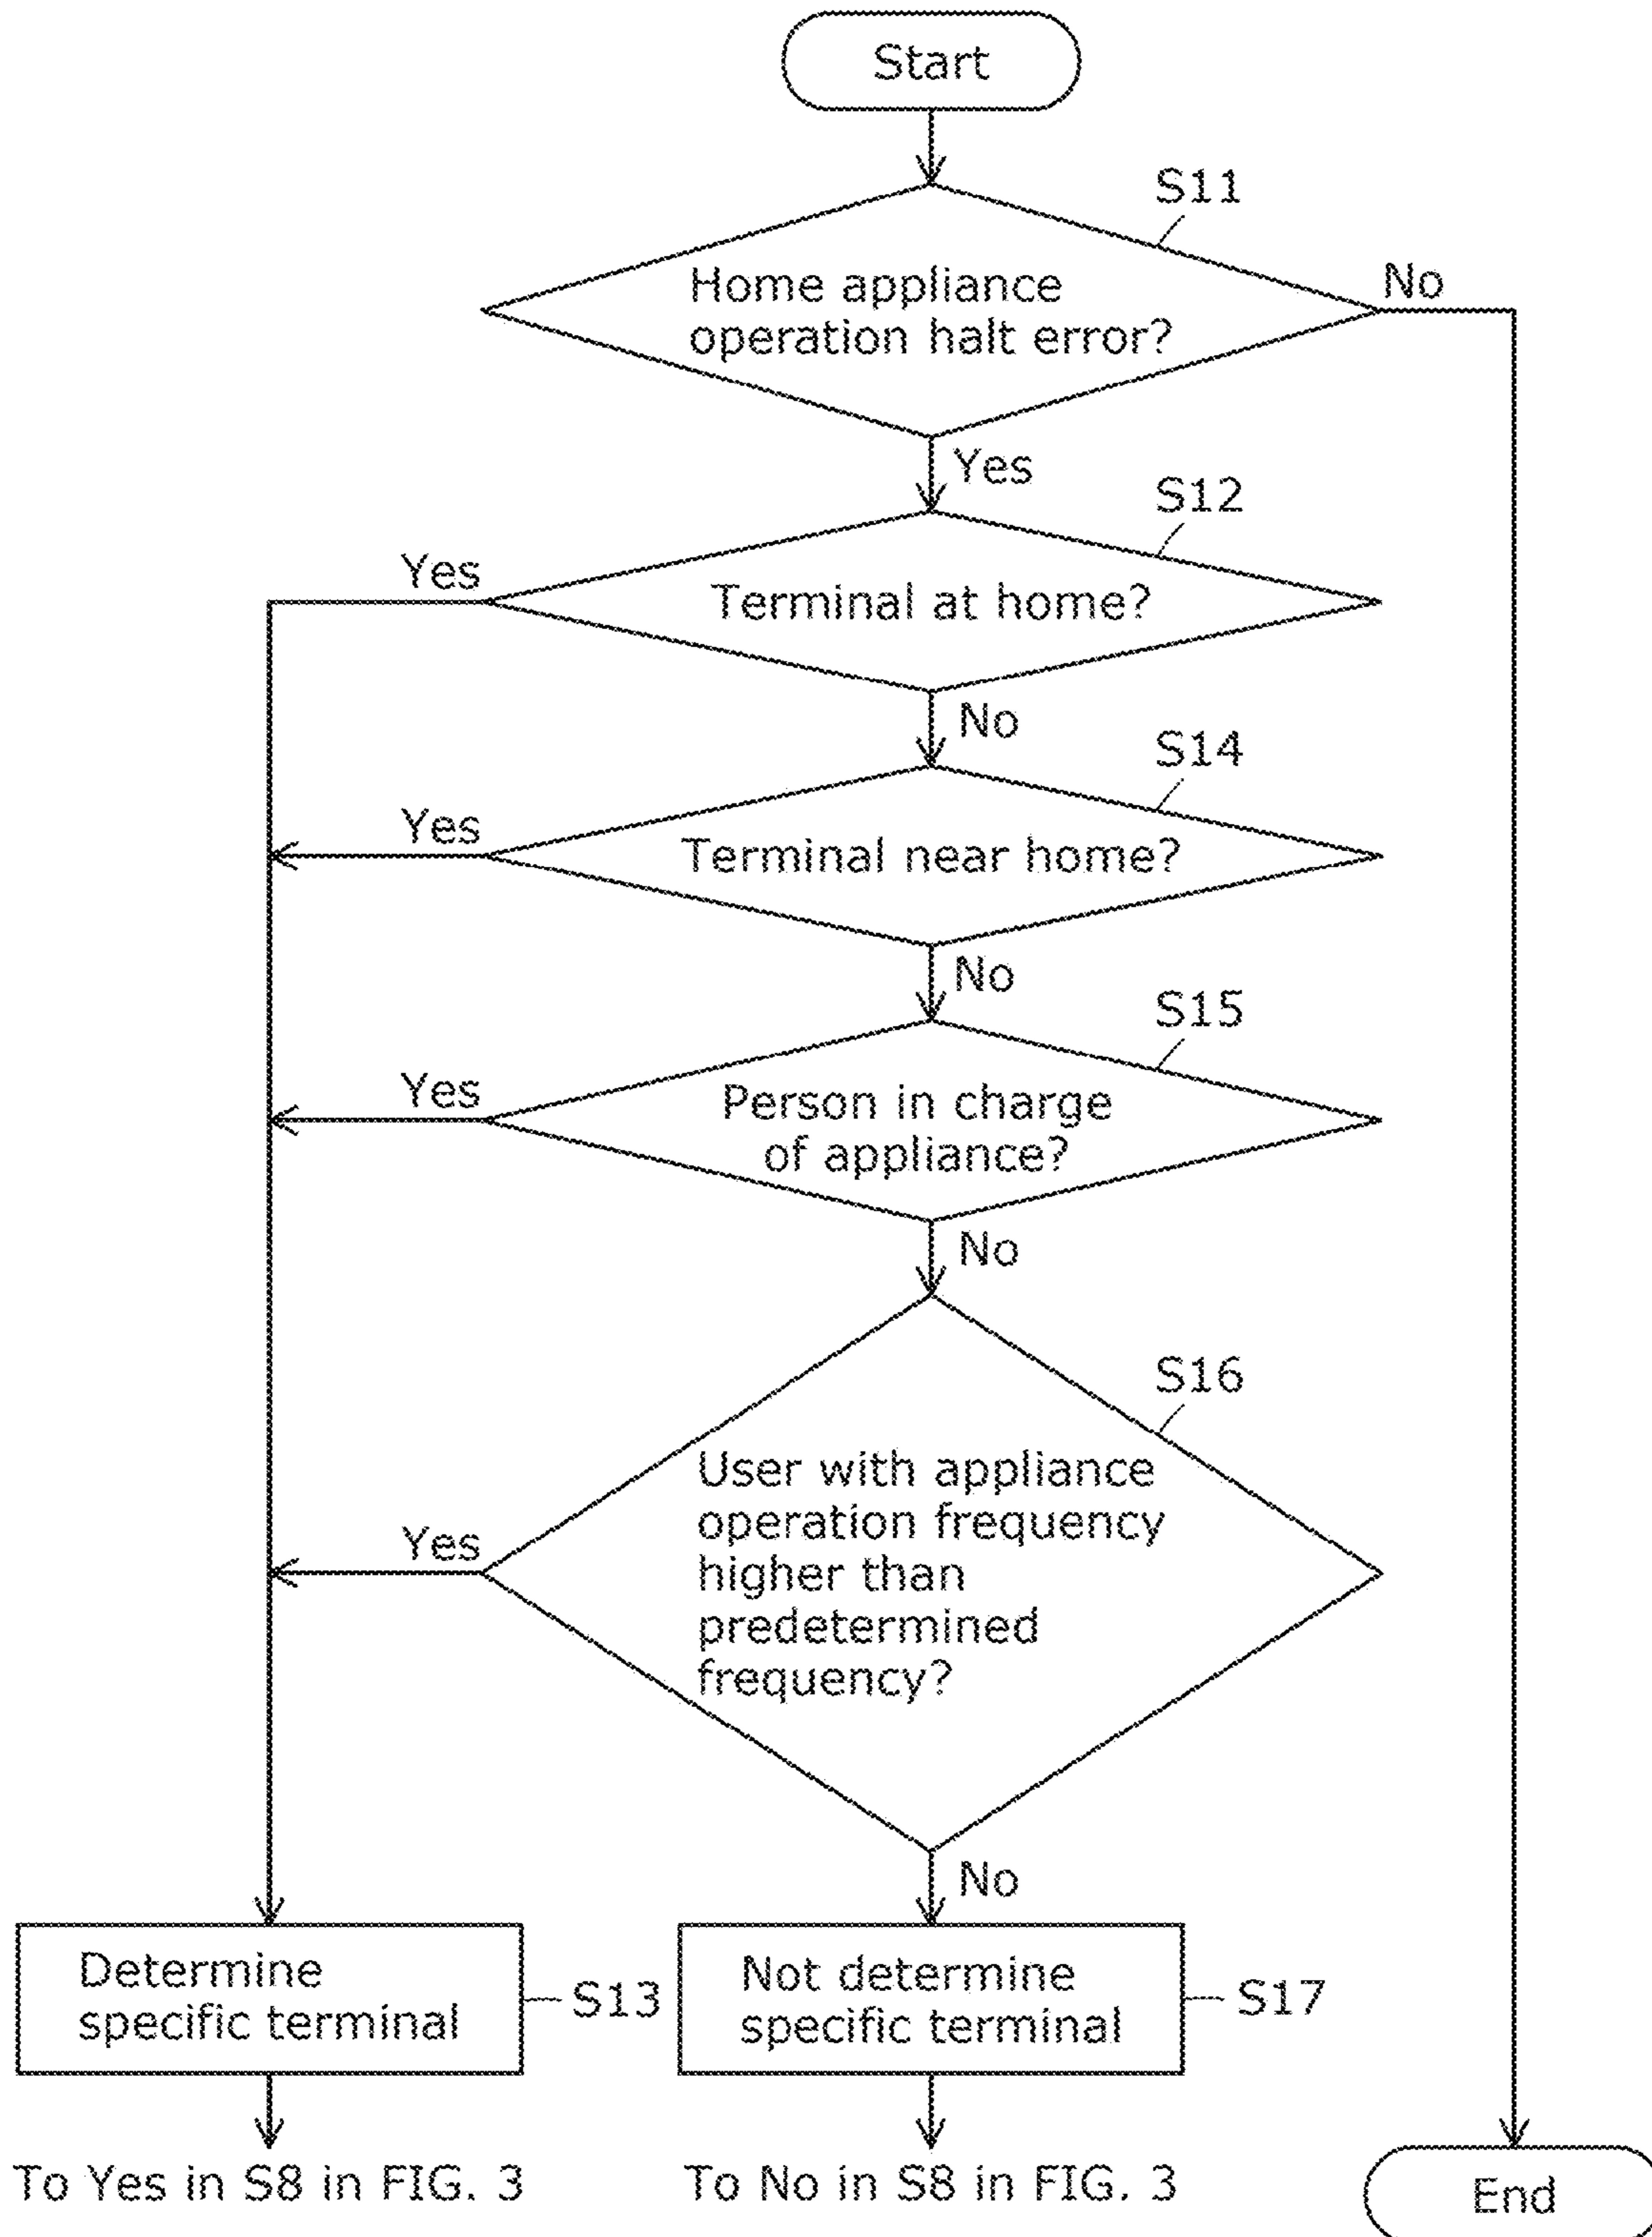 Start
S11
Home appliance
operation halt error?
No
Yes
S12
Yes
Terminal at home?
No
S14
Yes
Terminal near home?
No
S15
Yes
Person in charge
of appliance?
No
S16
User with appliance
operation frequency
higher than
predetermined
frequency?
Yes
No
Determine
specific terminal
S13
Not determine
specific terminal
S17
To Yes in S8 in FIG. 3
To No in S8 in FIG. 3
End